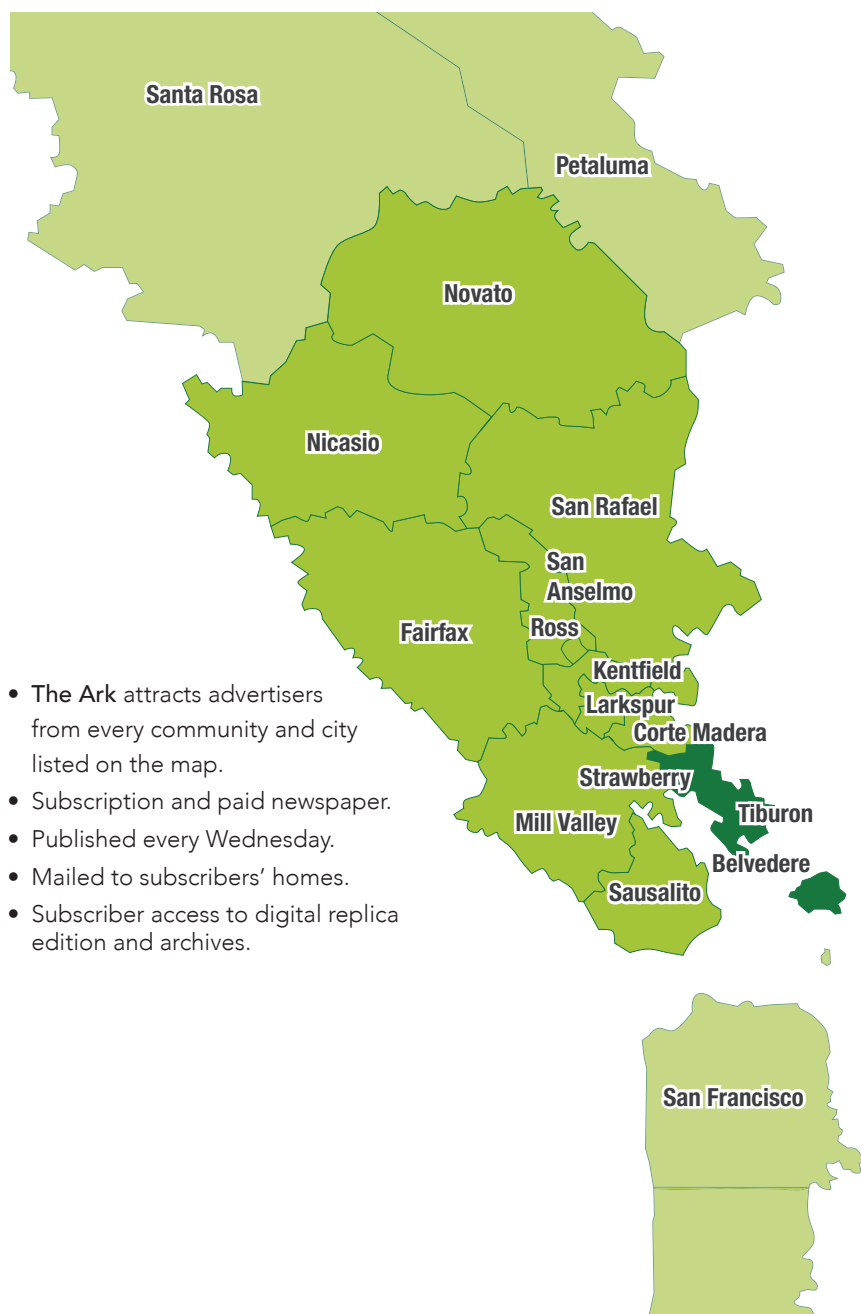 Santa Rosa
Petaluma
Novato
Nicasio
San Rafael
San
Anselmo
Ross
Fairfax
Kentfield
Larkspur
Corte Madera
Strawberry
Tiburon
Mill Valley
Belvedere
Sausalito
San Francisco
• The Ark attracts advertisers
from every community and city
listed on the map.
• Subscription and paid newspaper.
• Published every Wednesday.
• Mailed to subscribers’ homes.
• Subscriber access to digital replica
edition and archives.